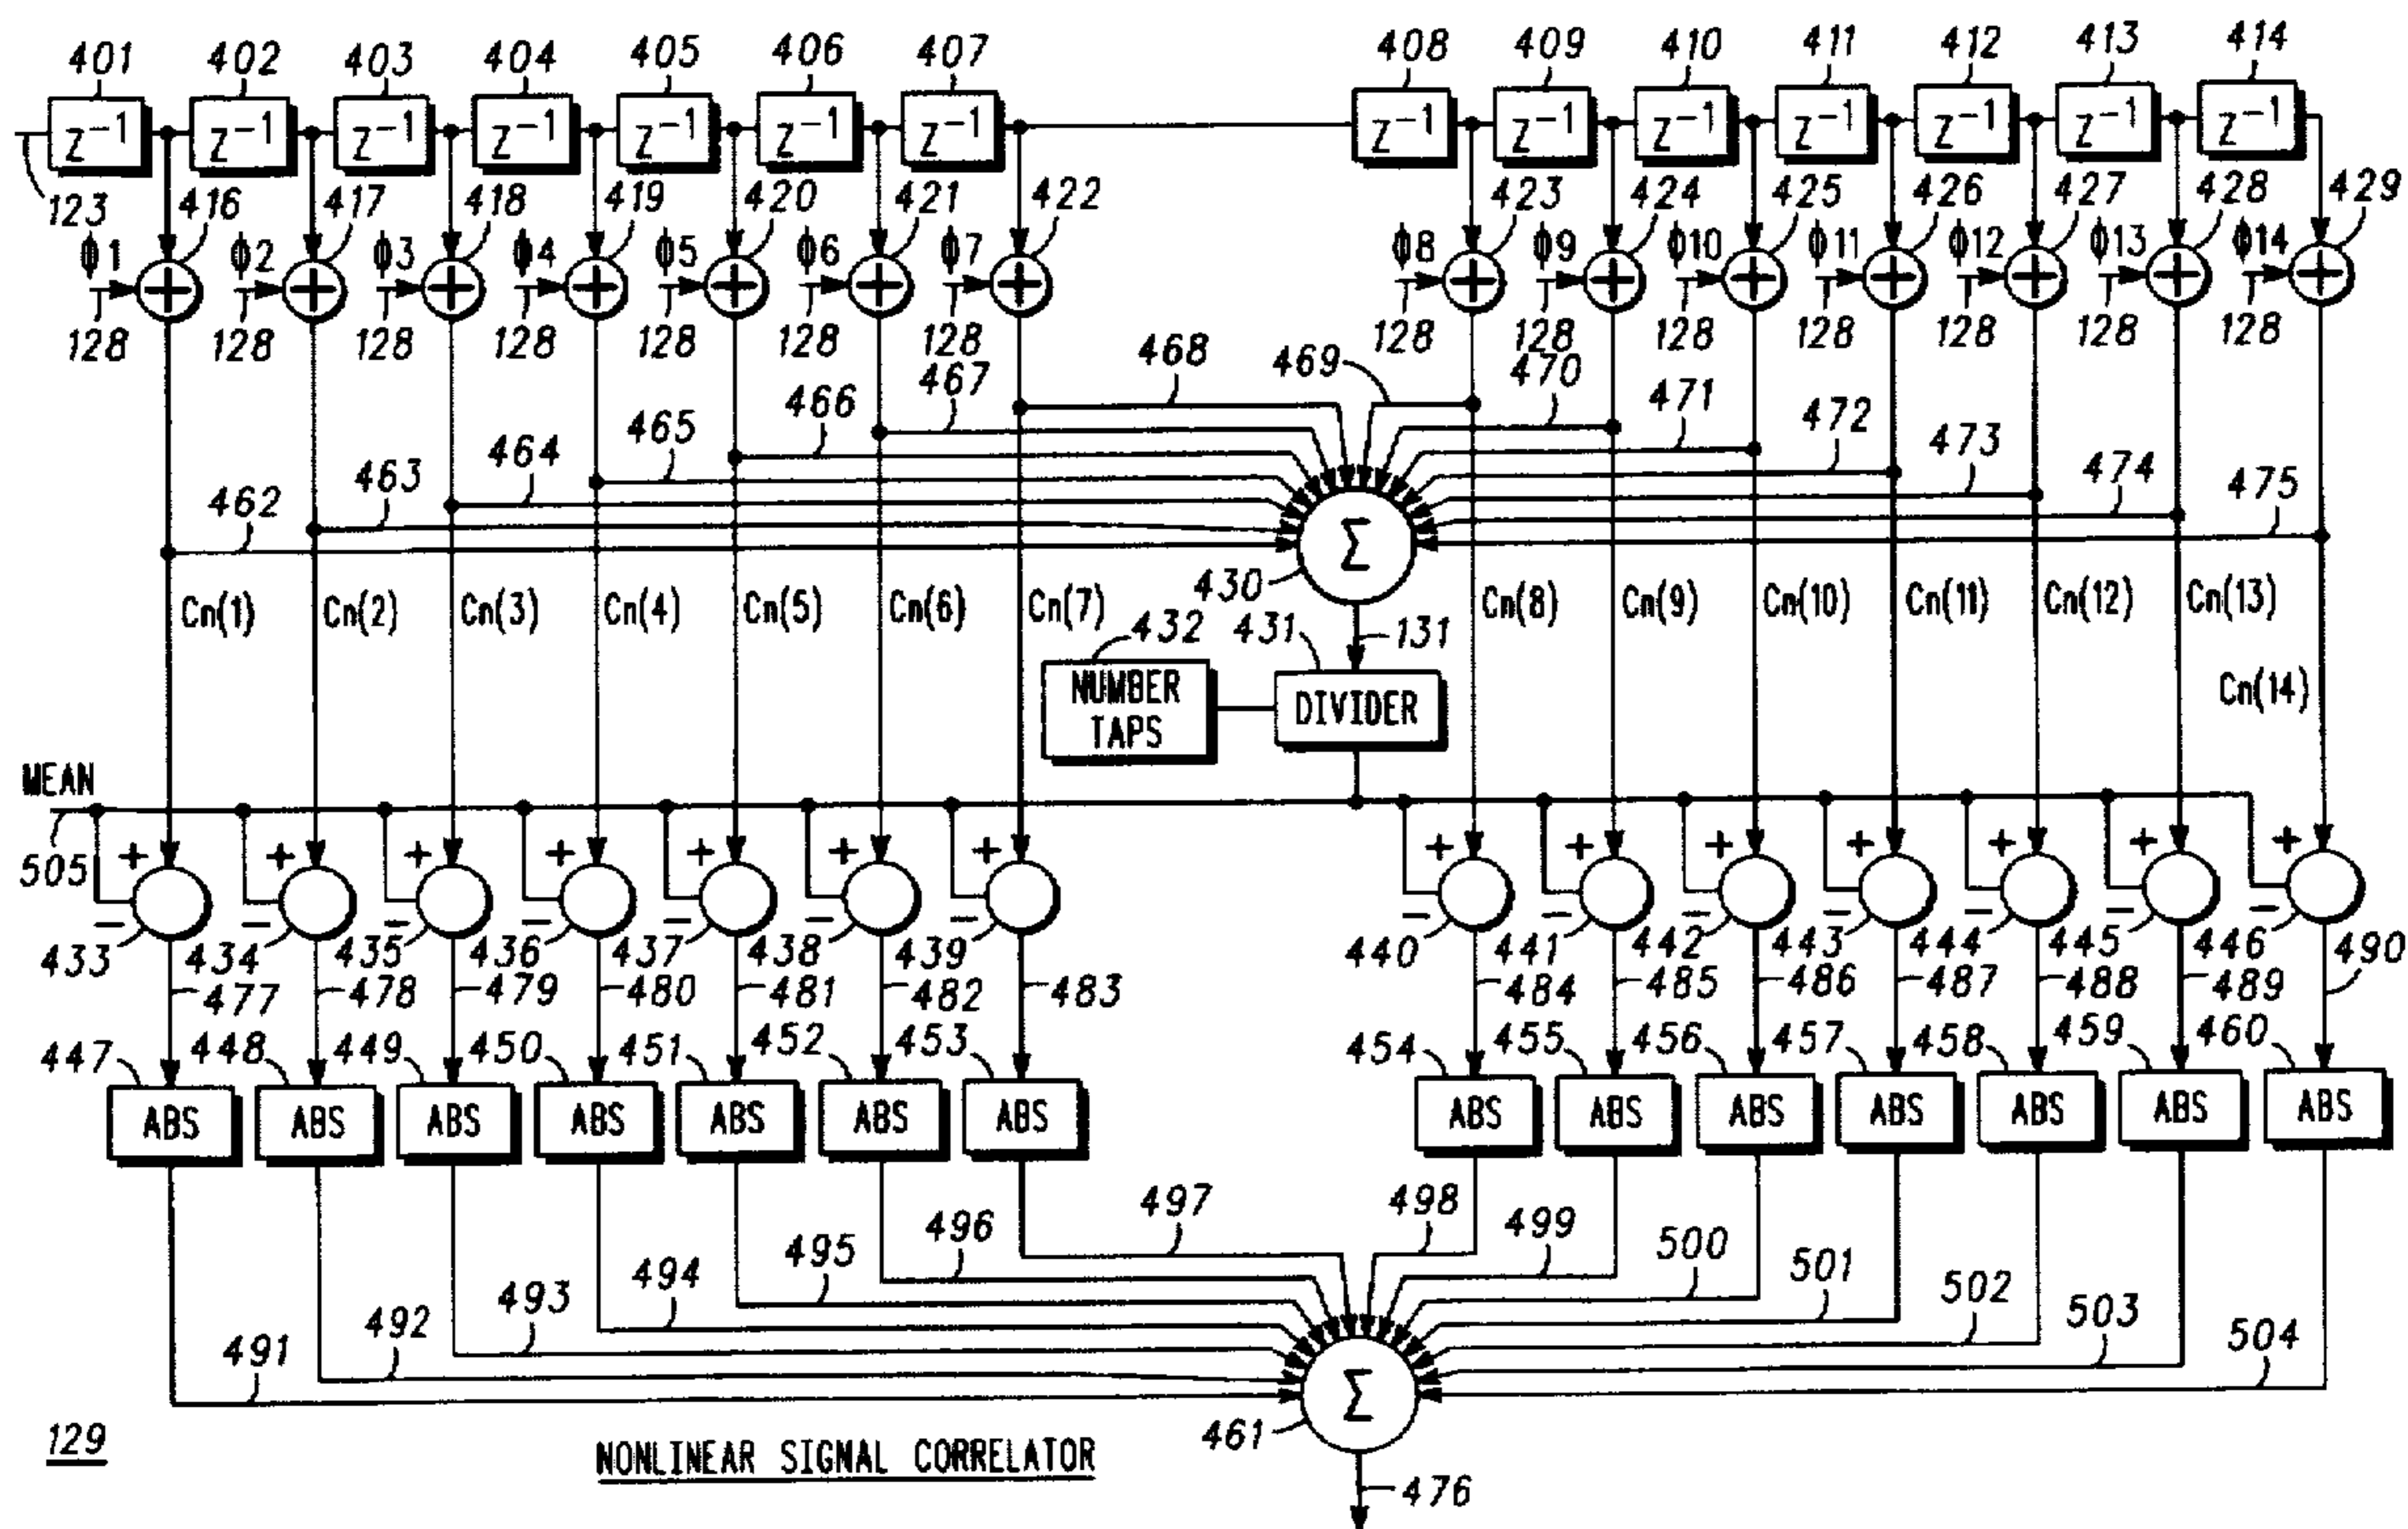 401 402 403 404 405 406 407 408 409 410 411 412 413 414
Z⁻¹ Z⁻¹ Z⁻¹ Z⁻¹ Z⁻¹ Z⁻¹ Z⁻¹ Z⁻¹ Z⁻¹ Z⁻¹ Z⁻¹ Z⁻¹ Z⁻¹ Z⁻¹
123 416 417 418 419 420 421 422 423 424 425 426 427 428 429
ϕ1 ϕ2 ϕ3 ϕ4 ϕ5 ϕ6 ϕ7 ϕ8 ϕ9 ϕ10 ϕ11 ϕ12 ϕ13 ϕ14
+ + + + + + + + + + + + + +
128 128 128 128 128 128 128 128 128 128 128 128 128 128
462 463 464 465 466 467 468 469 470 471 472 473 474 475
Σ
430
Cn(1) Cn(2) Cn(3) Cn(4) Cn(5) Cn(6) Cn(7) Cn(8) Cn(9) Cn(10) Cn(11) Cn(12) Cn(13)
432 431 131
NUMBER
TAPS
DIVIDER
Cn(14)
MEAN
505
+ + + + + + + + + + + + + +
− − − − − − − − − − − − − −
433 434 435 436 437 438 439 440 441 442 443 444 445 446
477 478 479 480 481 482 483 484 485 486 487 488 489 490
447 448 449 450 451 452 453 454 455 456 457 458 459 460
ABS ABS ABS ABS ABS ABS ABS ABS ABS ABS ABS ABS ABS ABS
491 492 493 494 495 496 497 498 499 500 501 502 503 504
Σ
461
129
NONLINEAR SIGNAL CORRELATOR
476